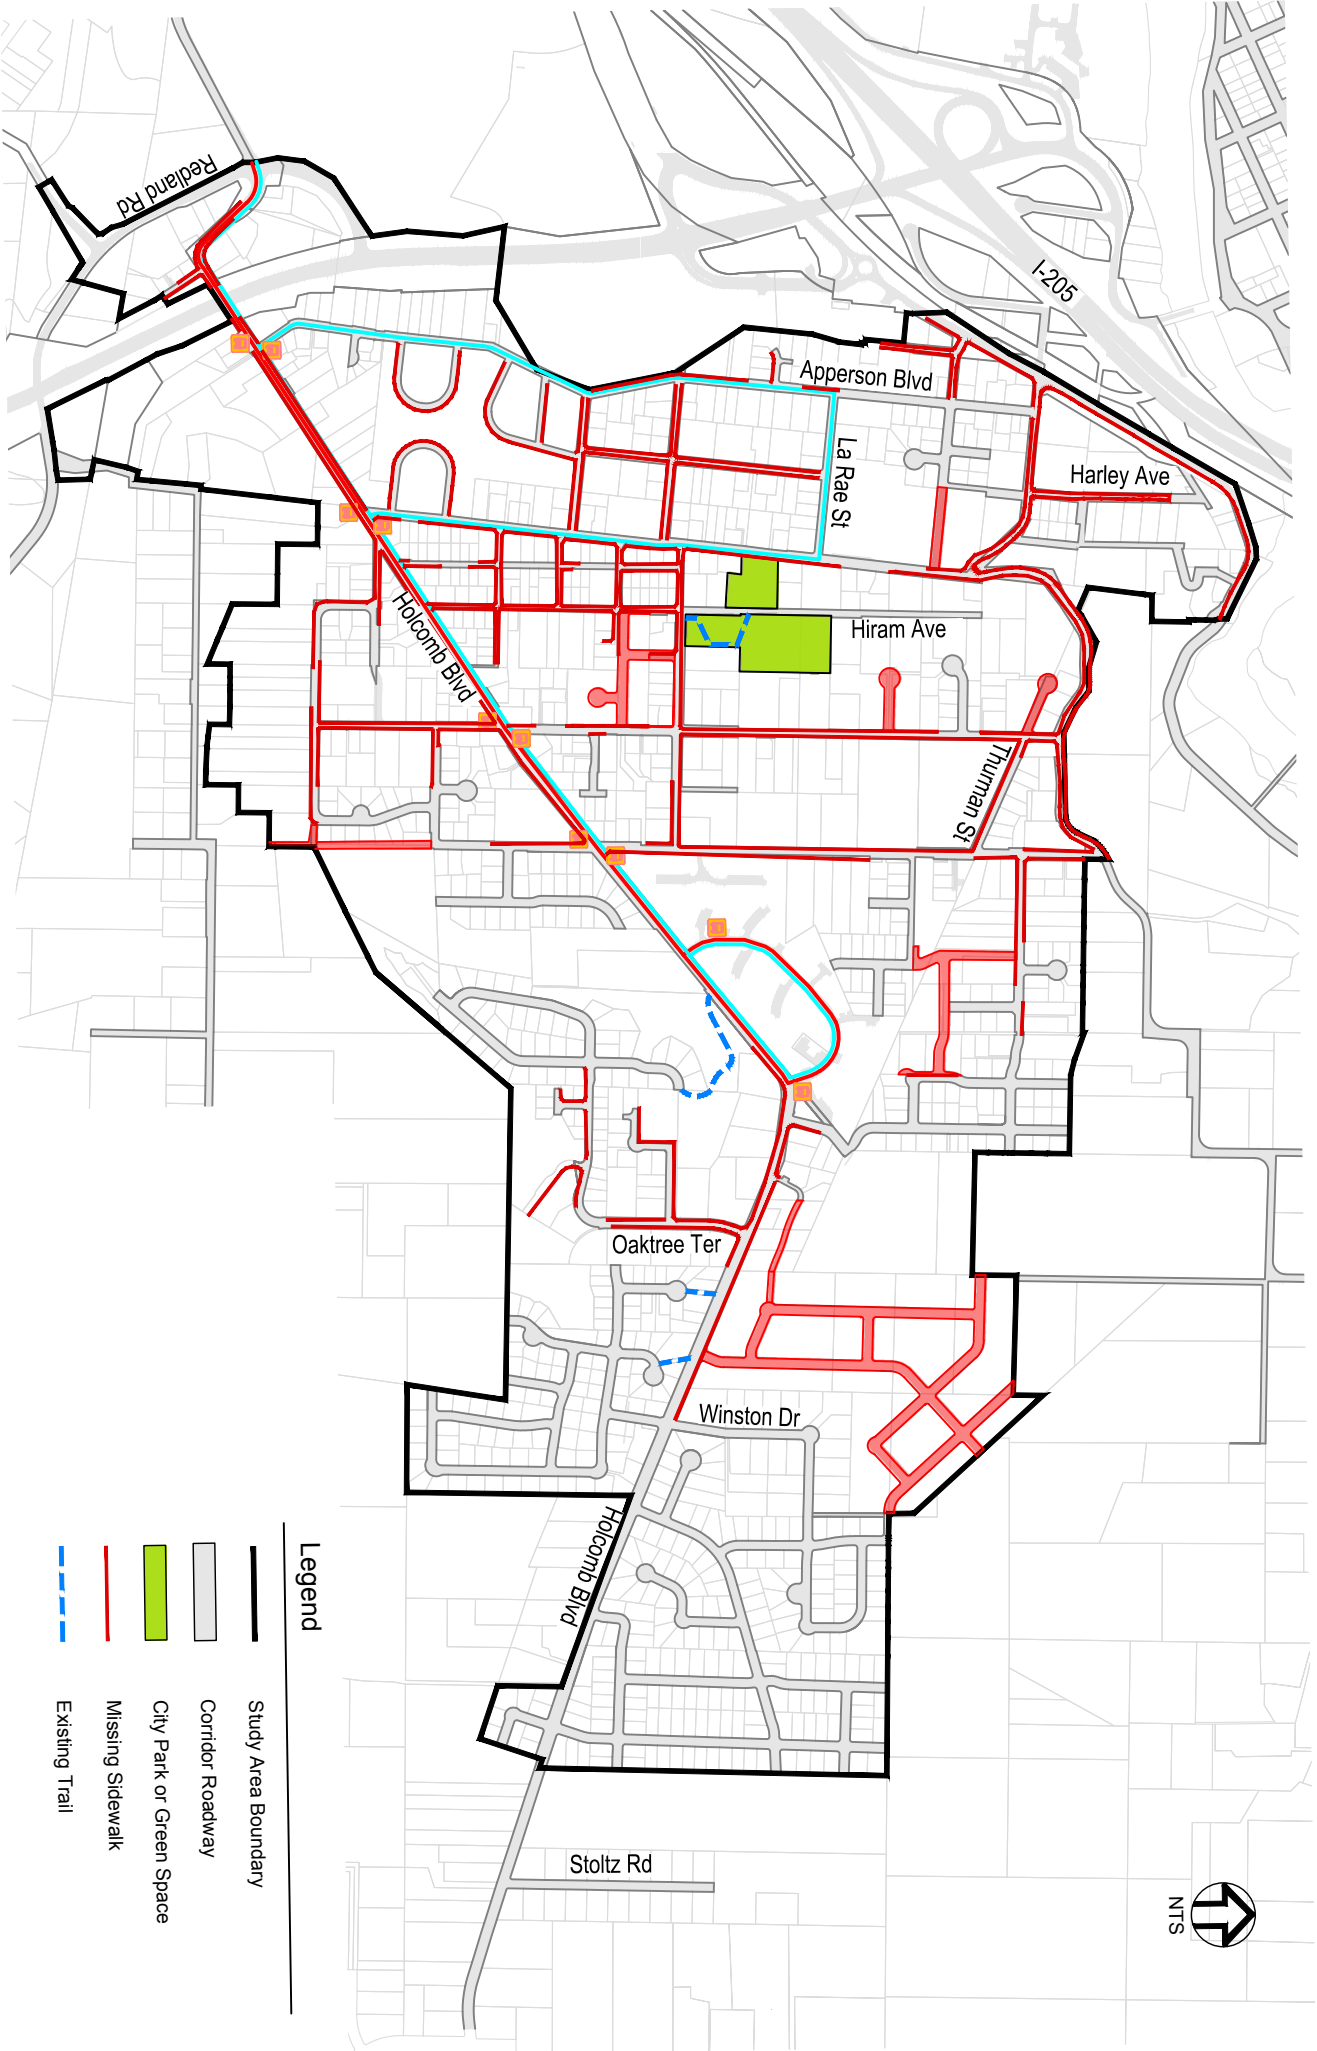 Redland Rd
I-205
Apperson Blvd
Harley Ave
La Rae St
Holcomb Blvd
Hiram Ave
Thurman St
Oaktree Ter
Winston Dr
Holcomb Blvd
Stoltz Rd
NTS
Legend
Study Area Boundary
Corridor Roadway
City Park or Green Space
Missing Sidewalk
Existing Trail